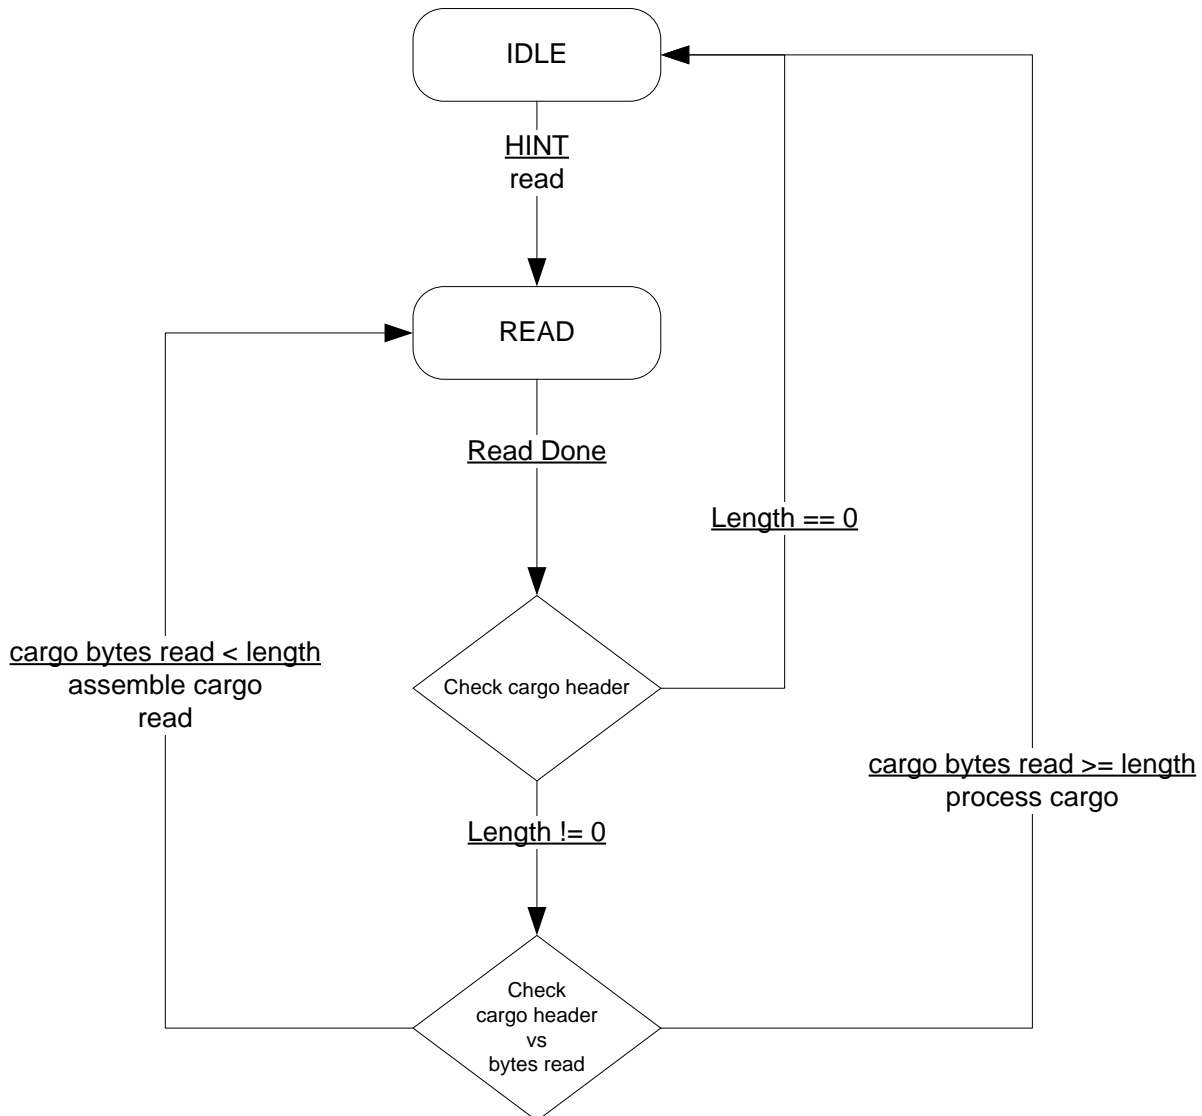 IDLE
HINT
read
READ
Read Done
Length == 0
cargo bytes read < length
assemble cargo
read
Check cargo header
cargo bytes read >= length
process cargo
Length != 0
Check
cargo header
vs
bytes read